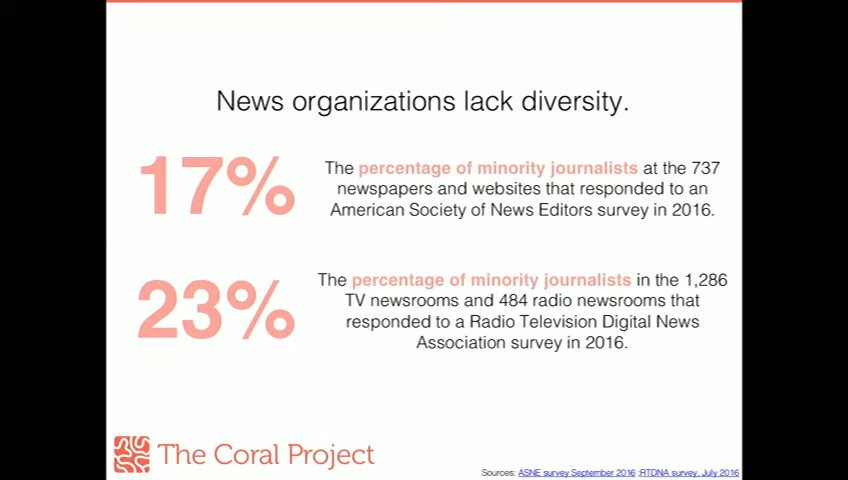 News organizations lack diversity.
17%
The percentage of minority journalists at the 737
newspapers and websites that responded to an
American Society of News Editors survey in 2016.
23%
The percentage of minority journalists in the 1,286
TV newsrooms and 484 radio newsrooms that
responded to a Radio Television Digital News
Association survey in 2016.
The Coral Project
Sources: ASNE survey September 2016 ;RTDNA survey, July 2016